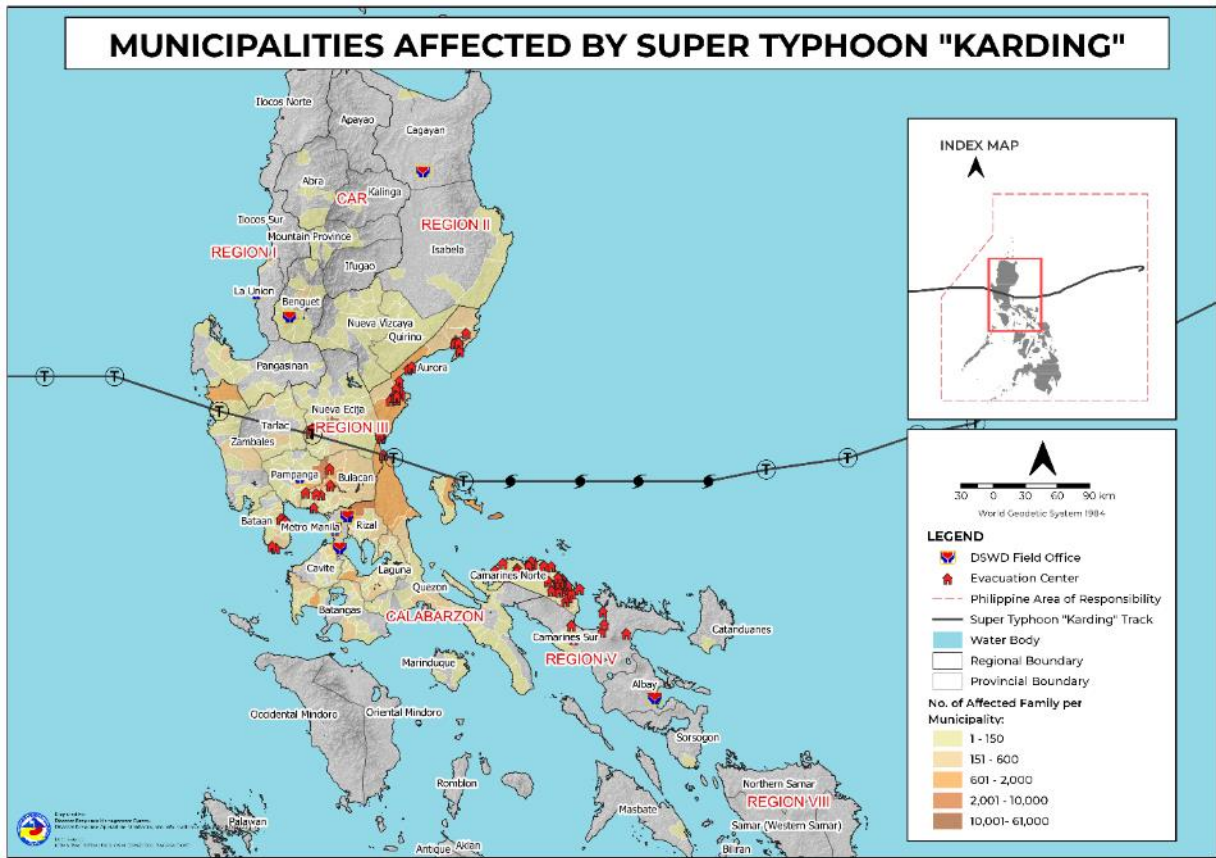 MUNICIPALITIES AFFECTED BY SUPER TYPHOON "KARDING"
Ilocos Norte
Apayao
Cagayan
Abra
Kalinga
CAR
Ilocos Sur
REGION II
Mountain Province
REGION I
Isabela
Ifugao
La Union
Benguet
Nueva Vizcaya
Quirino
Pangasinan
Aurora
Nueva Ecija
Tarlac
REGION III
Zambales
Pampanga
Bulacan
Bataan
Metro Manila
Rizal
Cavite
Laguna
Camarines Norte
Quezon
Batangas
CALABARZON
Catanduanes
Camarines Sur
REGION V
Marinduque
Albay
Occidental Mindoro
Oriental Mindoro
Sorsogon
Romblon
Northern Samar
REGION VIII
Masbate
Samar (Western Samar)
Palawan
Antique
Aklan
Biliran
INDEX MAP
30 0 30 60 90 km
World Geodetic System 1984
LEGEND
DSWD Field Office
Evacuation Center
Philippine Area of Responsibility
Super Typhoon "Karding" Track
Water Body
Regional Boundary
Provincial Boundary
No. of Affected Family per
Municipality:
1 - 150
151 - 600
601 - 2,000
2,001 - 10,000
10,001- 61,000